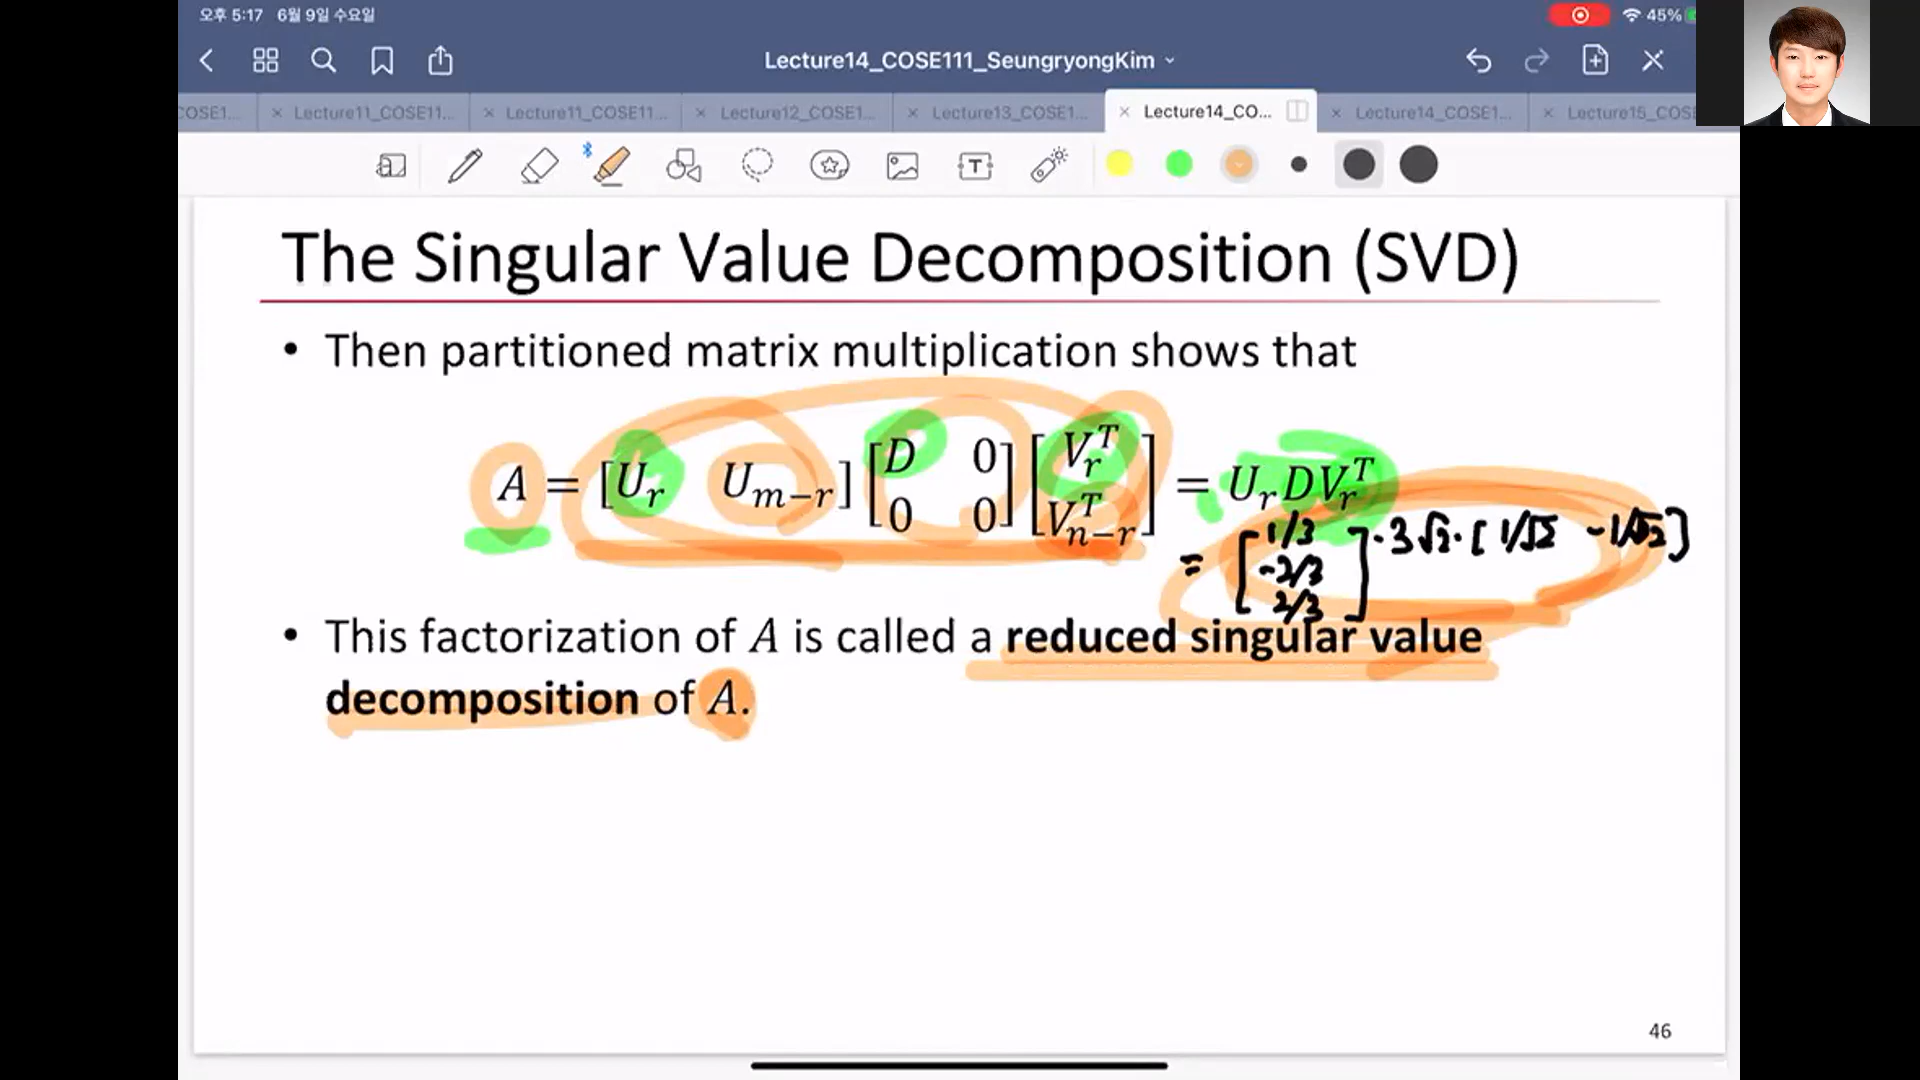 오후 5:17 6월 9일 수요일
45%
Lecture14_COSE111_SeungryongKim
COSE1... × Lecture11_COSE11... × Lecture11_COSE11... × Lecture12_COSE1... × Lecture13_COSE1... × Lecture14_CO... × Lecture14_COSE1... × Lecture15_COSE
The Singular Value Decomposition (SVD)
• Then partitioned matrix multiplication shows that
A = [U_r U_{m−r}] [D 0; 0 0] [V_r^T; V_{n−r}^T] = U_r D V_r^T
= [1/3; -2/3; 2/3] · 3√2 · [1/√2 -1/√2]
• This factorization of A is called a reduced singular value
decomposition of A.
46